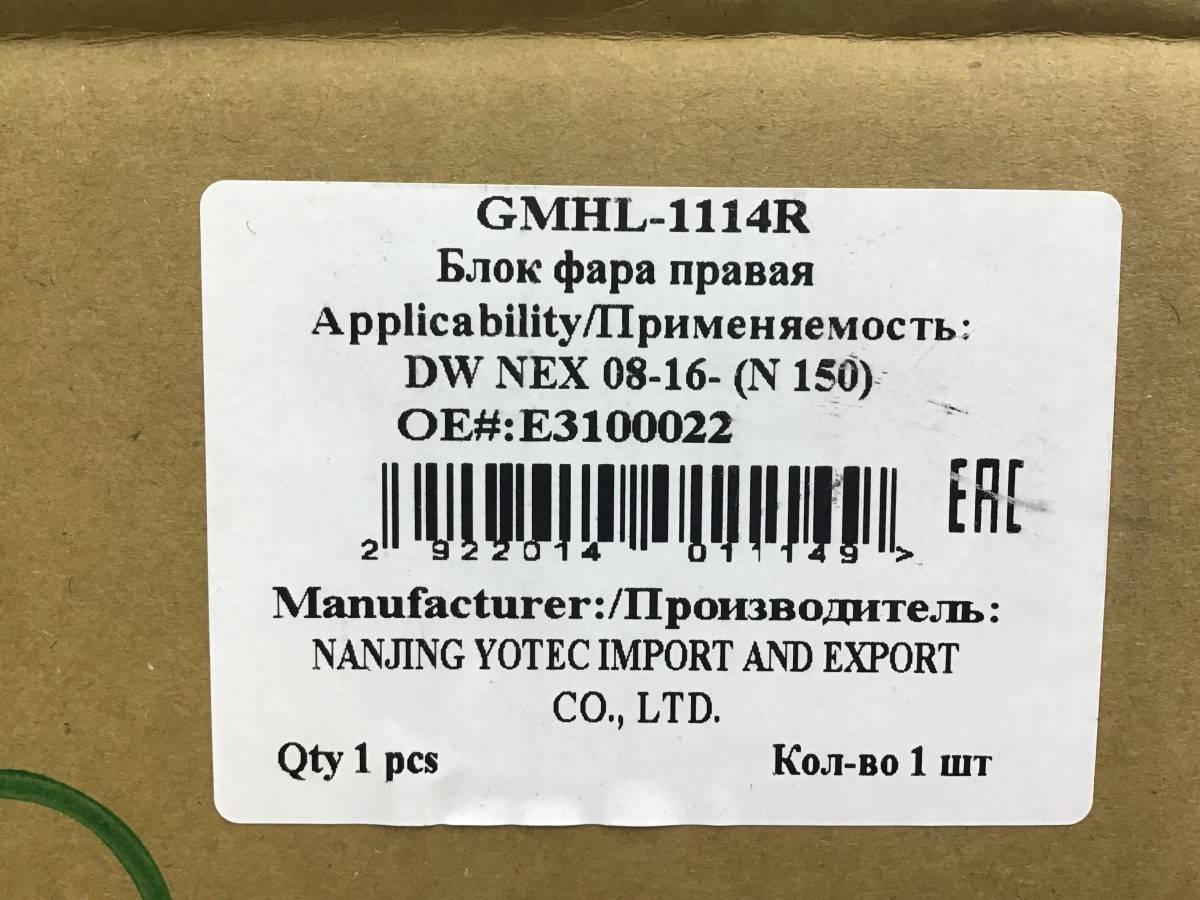 GMHL-1114R
Блок фара правая
Applicability/Применяемость:
DW NEX 08-16- (N 150)
OE#:E3100022
2 922014 011149 >
EAC
Manufacturer:/Производитель:
NANJING YOTEC IMPORT AND EXPORT
CO., LTD.
Qty 1 pcs Кол-во 1 шт